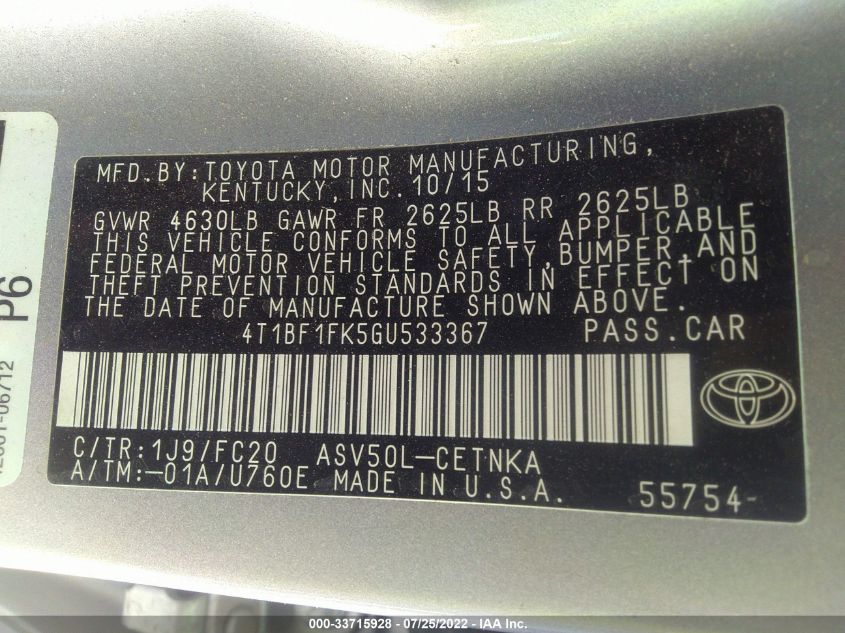 MFD. BY: TOYOTA MOTOR MANUFACTURING,
KENTUCKY, INC. 10/15
GVWR 4630LB GAWR FR 2625LB RR 2625LB
THIS VEHICLE CONFORMS TO ALL APPLICABLE
FEDERAL MOTOR VEHICLE SAFETY, BUMPER, AND
THEFT PREVENTION STANDARDS IN EFFECT ON
THE DATE OF MANUFACTURE SHOWN ABOVE.
4T1BF1FK5GU533367 PASS.CAR
C/TR: 1J9/FC20 ASV50L-CETNKA
A/TM: -01A/U760E MADE IN U.S.A. 55754-
P6
000-33715928 - 07/25/2022 - IAA Inc.